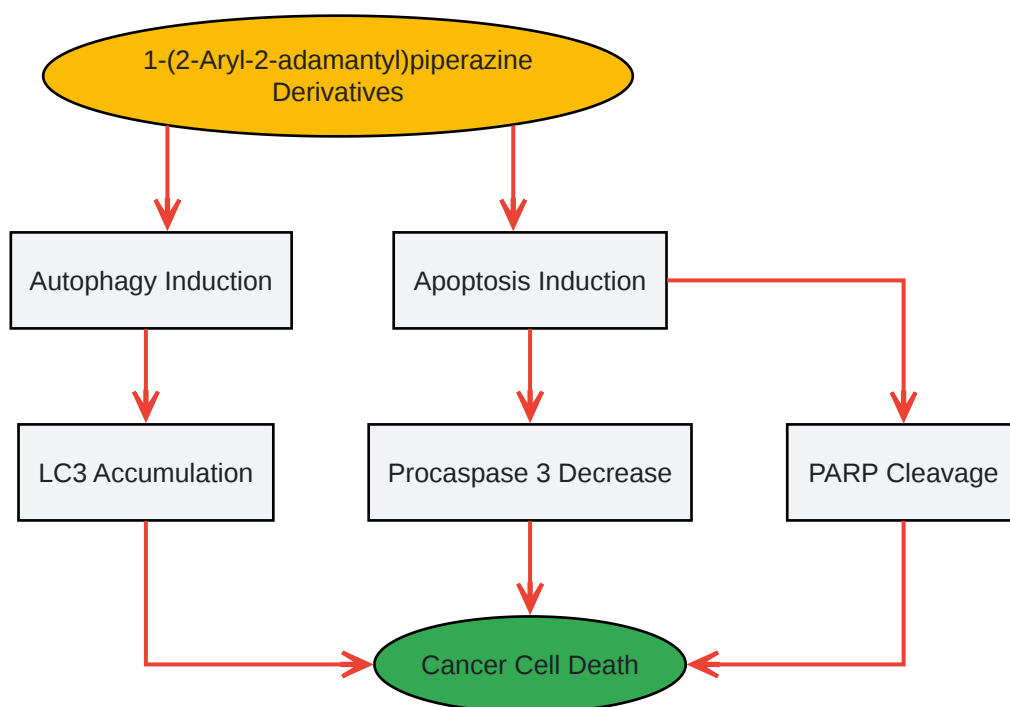 1-(2-Aryl-2-adamantyl)piperazine
Derivatives
Autophagy Induction
Apoptosis Induction
LC3 Accumulation
Procaspase 3 Decrease
PARP Cleavage
Cancer Cell Death